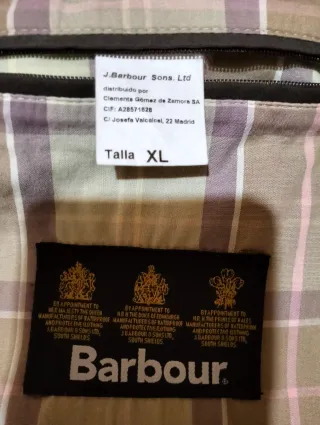 J.Barbour Sons. Ltd
distribuido por
Clemente Gómez de Zamora SA
CIF: A28571628
C/ Josefa Valcalcel, 22 Madrid
Talla XL
BY APPOINTMENT TO
H.M. MAJESTY THE QUEEN
MANUFACTURERS OF WATERPROOF
AND PROTECTIVE CLOTHING
J.BARBOUR & SONS LTD
SOUTH SHIELDS
BY APPOINTMENT TO
H.R.H. THE DUKE OF EDINBURGH
MANUFACTURERS OF WATERPROOF
AND PROTECTIVE CLOTHING
J.BARBOUR & SONS LTD
SOUTH SHIELDS
BY APPOINTMENT TO
H.R.H. THE PRINCE OF WALES
MANUFACTURERS OF WATERPROOF
AND PROTECTIVE CLOTHING
J.BARBOUR & SONS LTD
SOUTH SHIELDS
Barbour